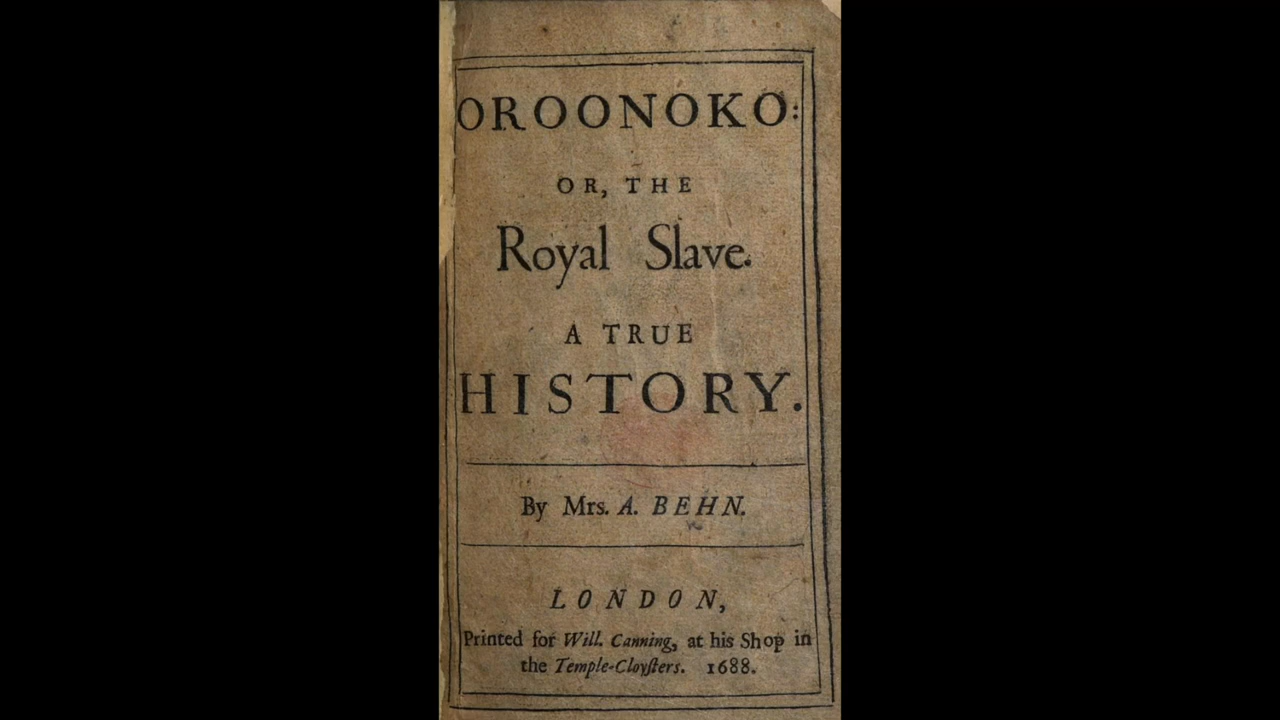 OROONOKO:
OR, THE
Royal Slave.
A TRUE
HISTORY.
By Mrs. A. BEHN.
LONDON,
Printed for Will. Canning, at his Shop in
the Temple-Cloyſters. 1688.